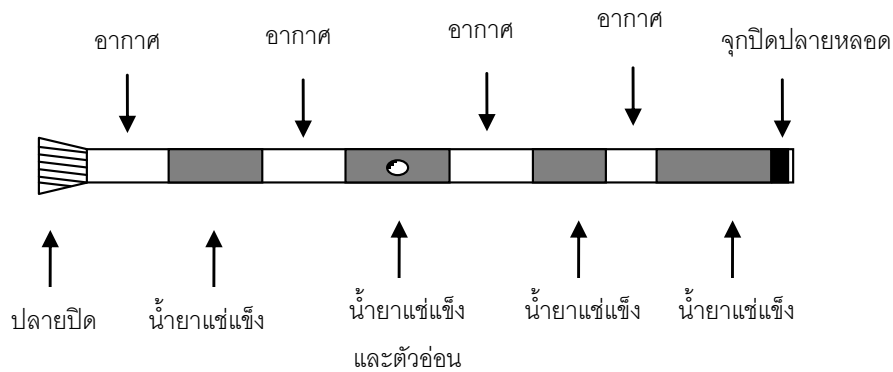 อากาศ
อากาศ
อากาศ
อากาศ
จุกปิดปลายหลอด
ปลายปิด
น้ำยาแช่แข็ง
น้ำยาแช่แข็ง
และตัวอ่อน
น้ำยาแช่แข็ง
น้ำยาแช่แข็ง